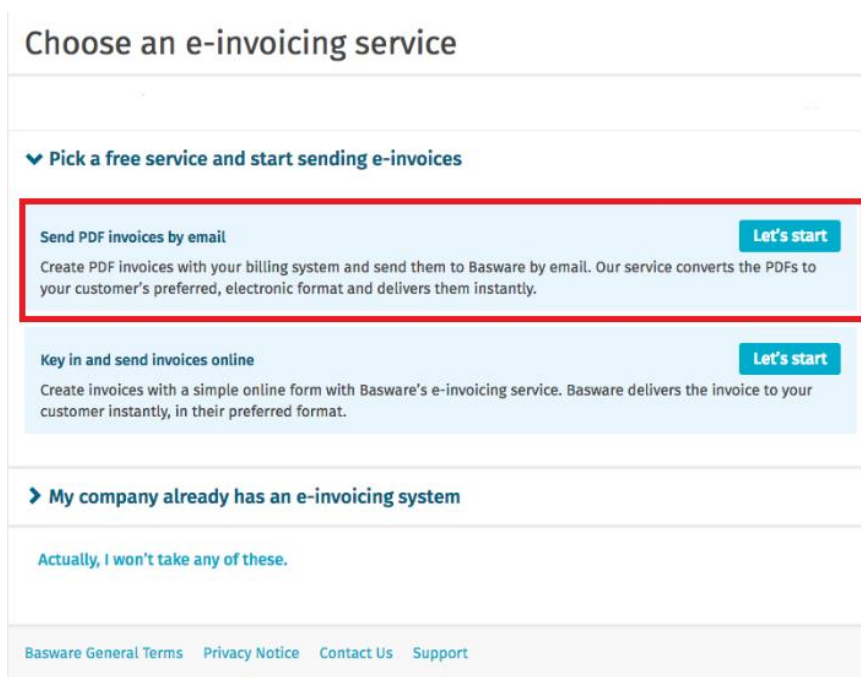 Choose an e-invoicing service
Pick a free service and start sending e-invoices
Send PDF invoices by email
Let's start
Create PDF invoices with your billing system and send them to Basware by email. Our service converts the PDFs to
your customer's preferred, electronic format and delivers them instantly.
Key in and send invoices online
Let's start
Create invoices with a simple online form with Basware's e-invoicing service. Basware delivers the invoice to your
customer instantly, in their preferred format.
My company already has an e-invoicing system
Actually, I won't take any of these.
Basware General Terms Privacy Notice Contact Us Support